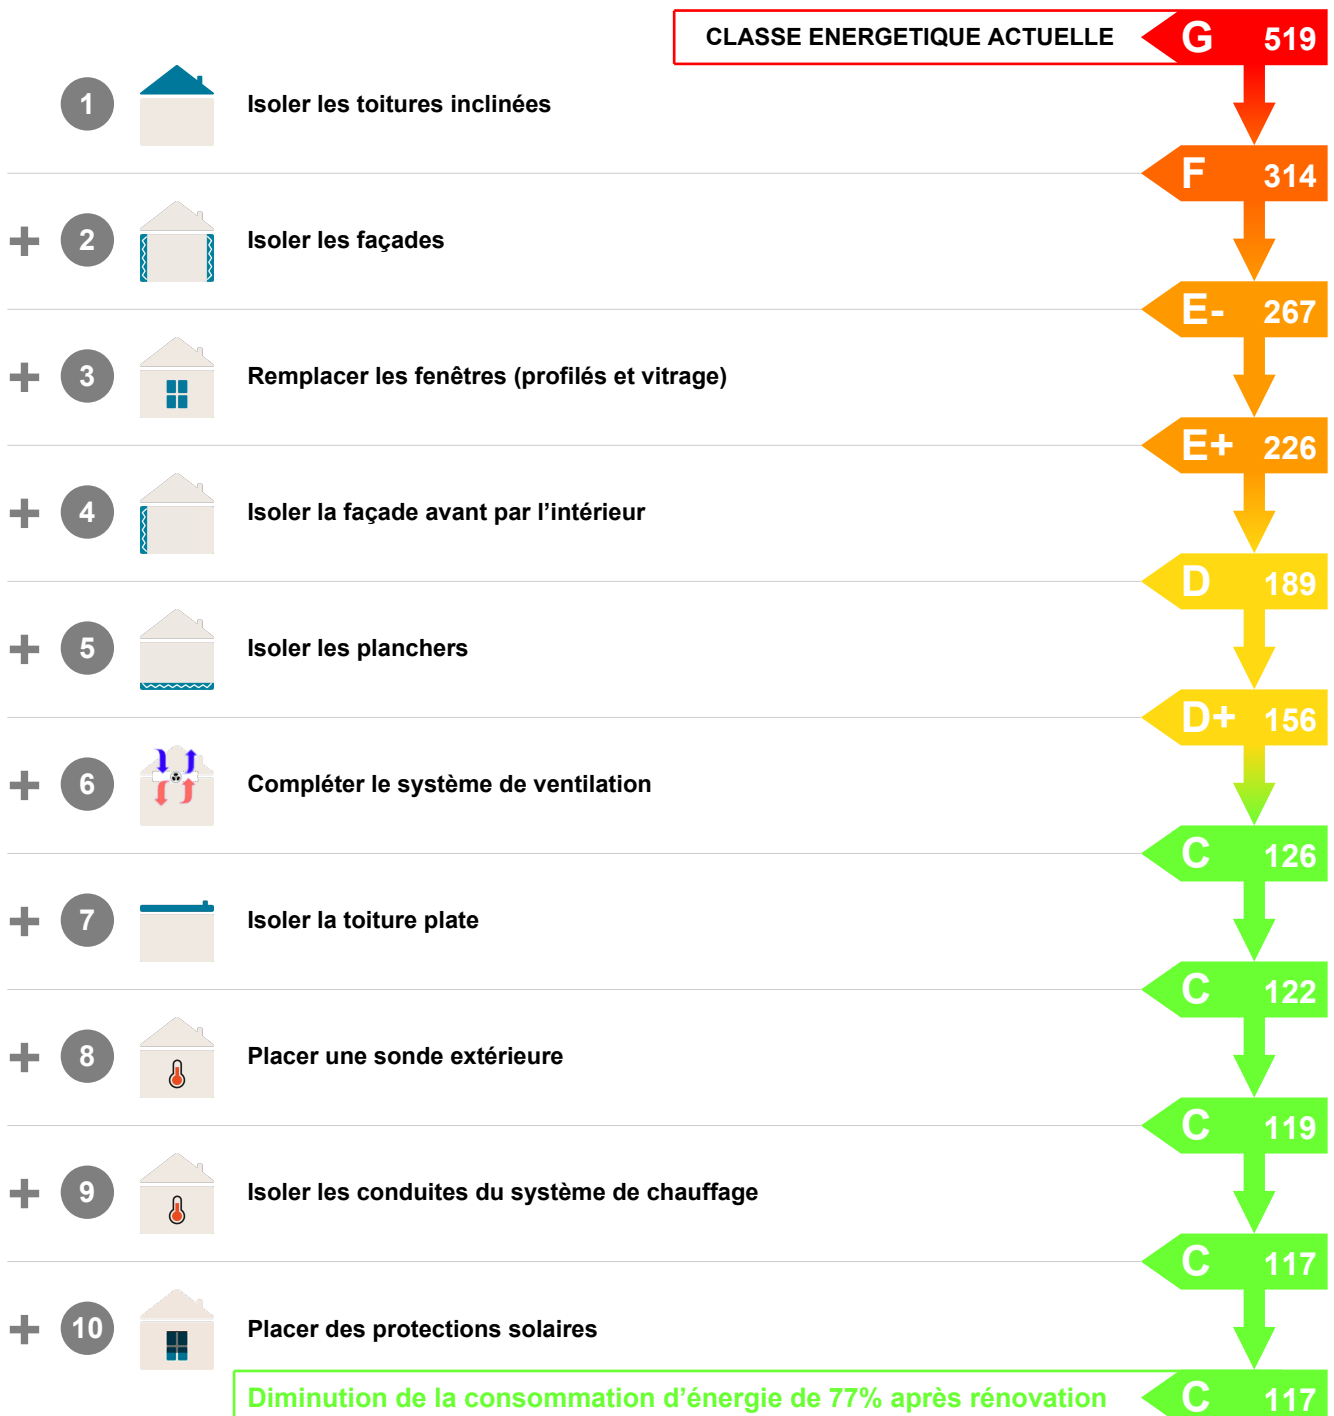 CLASSE ENERGETIQUE ACTUELLE G 519
1 Isoler les toitures inclinées
F 314
+ 2 Isoler les façades
E- 267
+ 3 Remplacer les fenêtres (profilés et vitrage)
E+ 226
+ 4 Isoler la façade avant par l’intérieur
D 189
+ 5 Isoler les planchers
D+ 156
+ 6 Compléter le système de ventilation
C 126
+ 7 Isoler la toiture plate
C 122
+ 8 Placer une sonde extérieure
C 119
+ 9 Isoler les conduites du système de chauffage
C 117
+ 10 Placer des protections solaires
Diminution de la consommation d’énergie de 77% après rénovation C 117